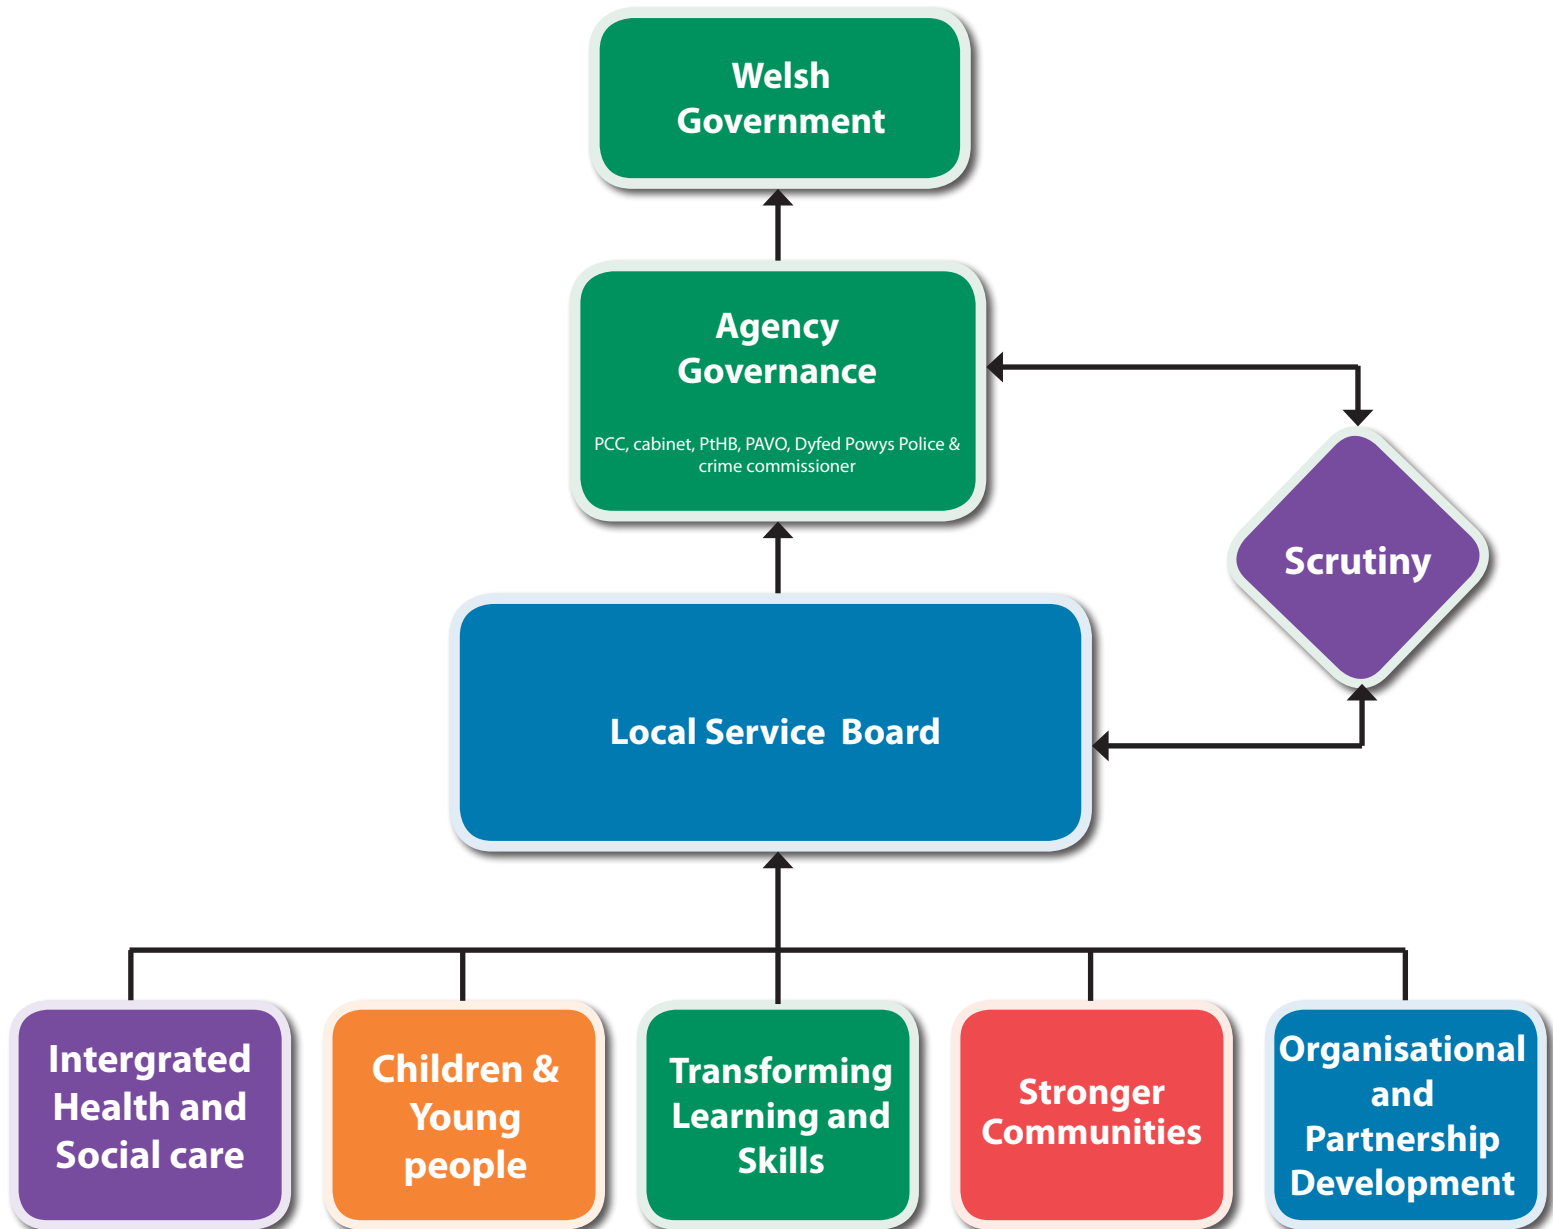 Welsh
Government
Agency
Governance
PCC, cabinet, PtHB, PAVO, Dyfed Powys Police &
crime commissioner
Scrutiny
Local Service Board
Intergrated
Health and
Social care
Children &
Young
people
Transforming
Learning and
Skills
Stronger
Communities
Organisational
and
Partnership
Development